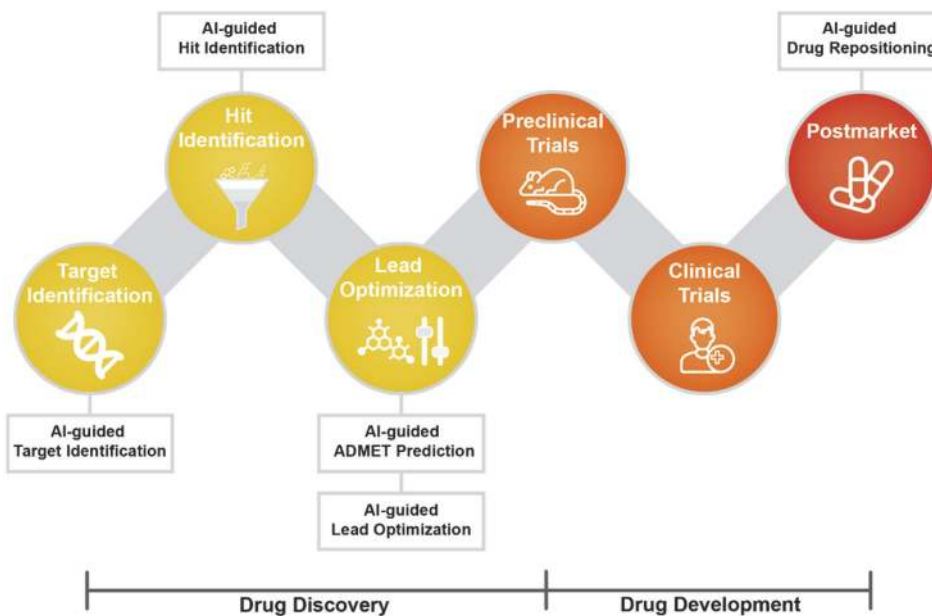 AI-guided
Hit Identification
AI-guided
Drug Repositioning
Hit
Identification
Preclinical
Trials
Postmarket
Target
Identification
Lead
Optimization
Clinical
Trials
AI-guided
Target Identification
AI-guided
ADMET Prediction
AI-guided
Lead Optimization
Drug Discovery
Drug Development